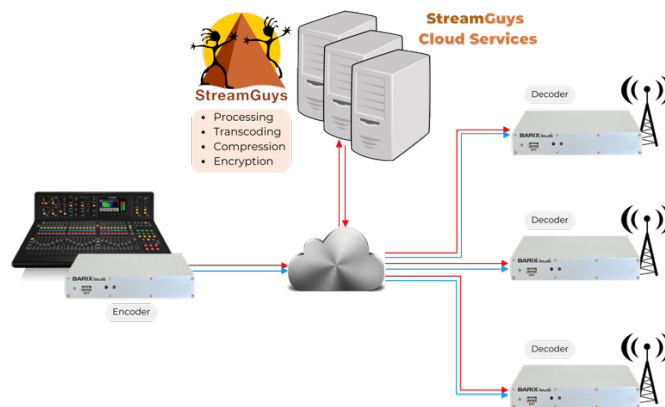 StreamGuys
Cloud Services
StreamGuys
• Processing
• Transcoding
• Compression
• Encryption
Decoder
BARIX
Decoder
BARIX
BARIX
Encoder
Decoder
BARIX